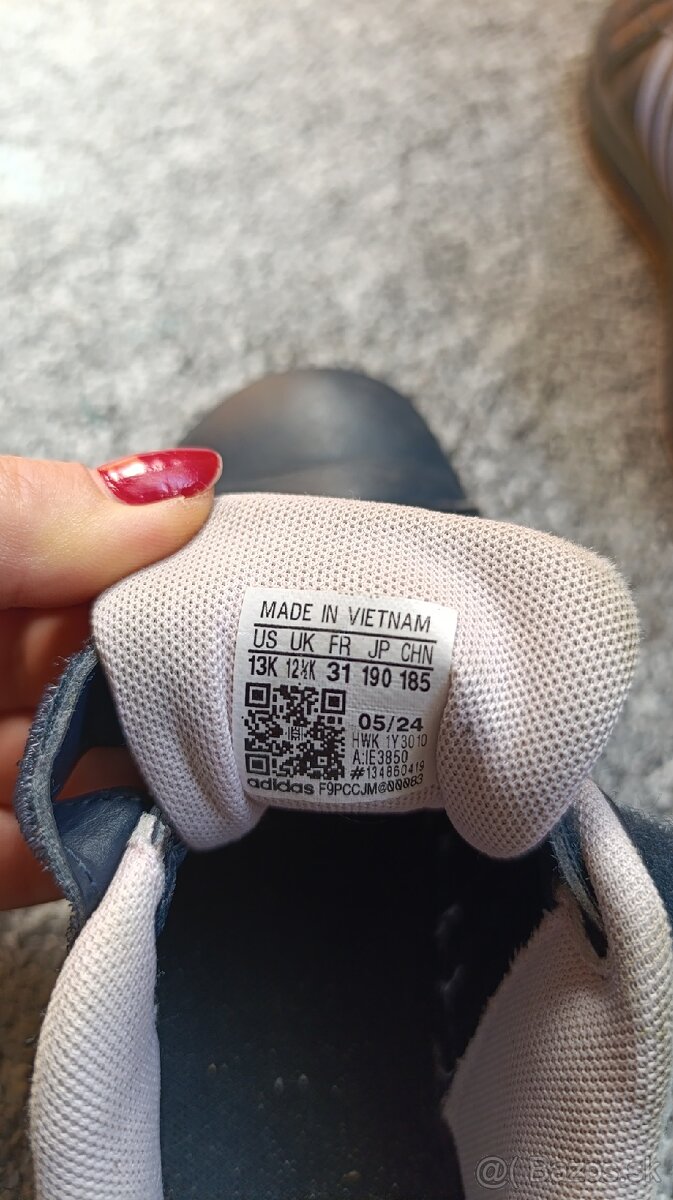 MADE IN VIETNAM
US UK FR JP CHN
13K 12½K 31 190 185
05/24
HWK 1Y3010
A:IE3850
#134860419
adidas F9PCCJM@00083
@( Bazos.sk